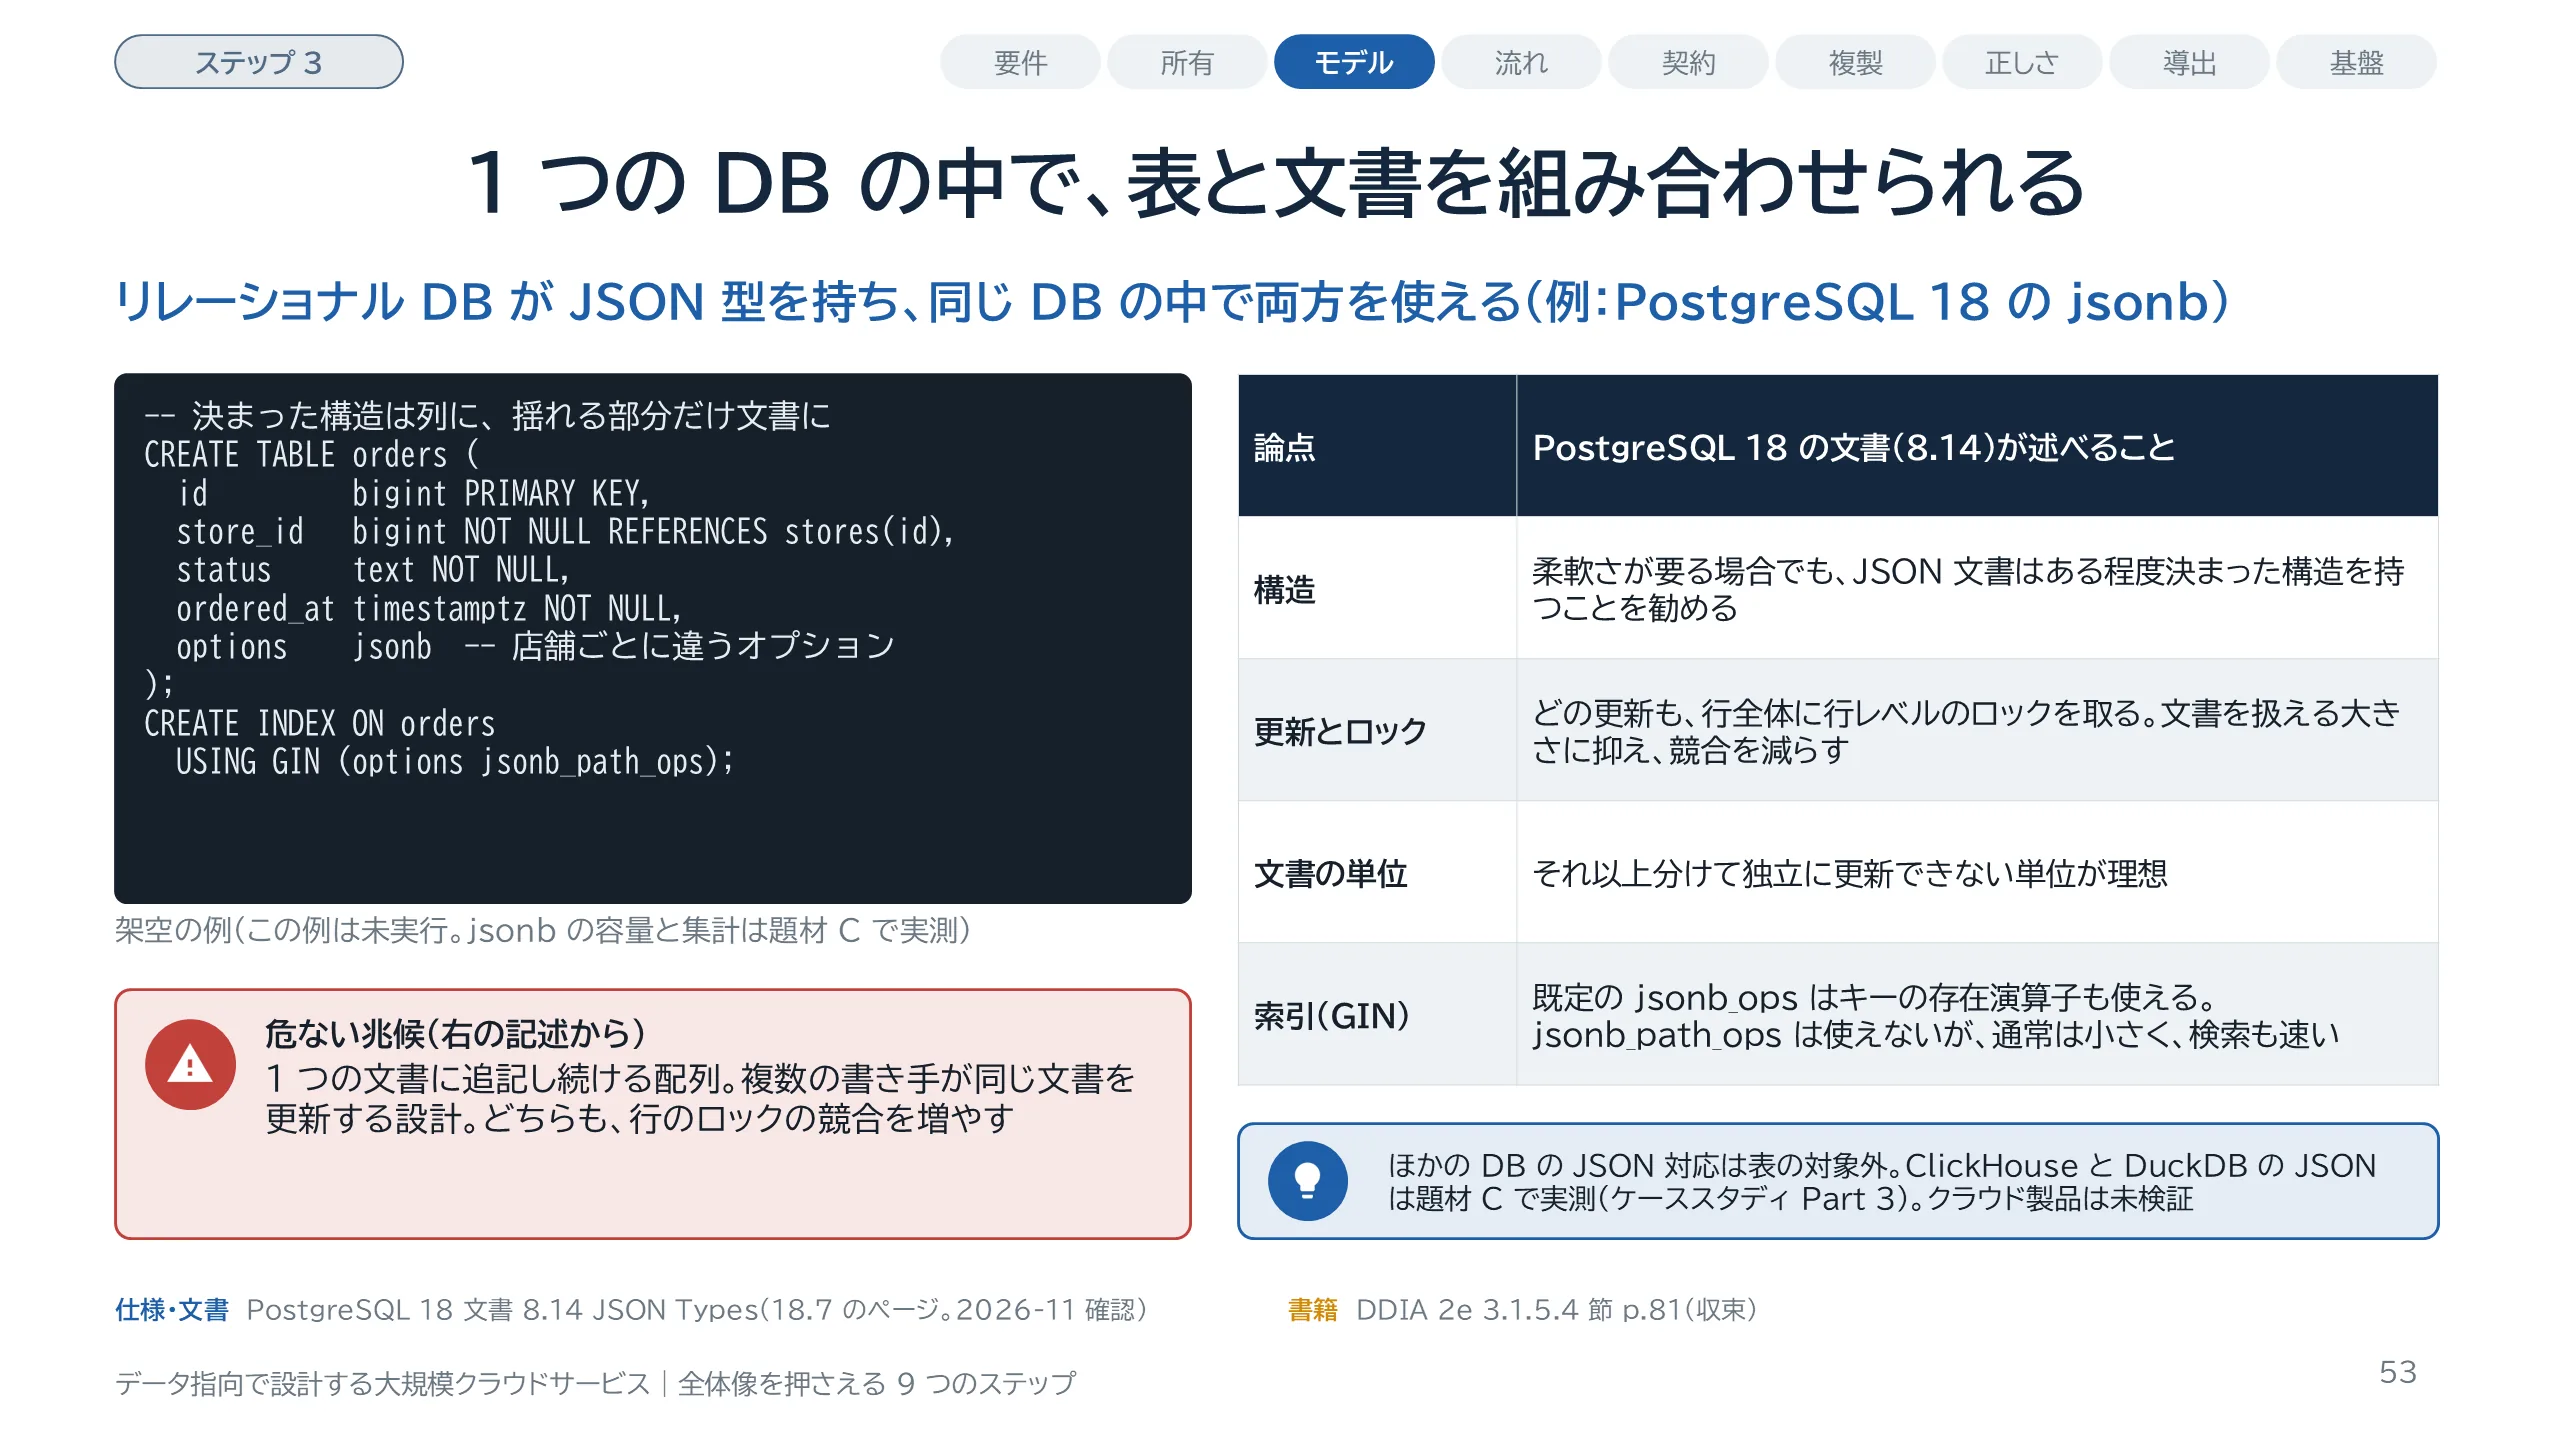 ステップ 3
要件
所有
モデル
流れ
契約
複製
正しさ
導出
基盤
1 つの DB の中で、表と文書を組み合わせられる
リレーショナル DB が JSON 型を持ち、同じ DB の中で両方を使える（例：PostgreSQL 18 の jsonb）
-- 決まった構造は列に、揺れる部分だけ文書に
CREATE TABLE orders (
  id         bigint PRIMARY KEY,
  store_id   bigint NOT NULL REFERENCES stores(id),
  status     text NOT NULL,
  ordered_at timestamptz NOT NULL,
  options    jsonb  -- 店舗ごとに違うオプション
);
CREATE INDEX ON orders
  USING GIN (options jsonb_path_ops);
架空の例（この例は未実行。jsonb の容量と集計は題材 C で実測）
危ない兆候（右の記述から）
1 つの文書に追記し続ける配列。複数の書き手が同じ文書を
更新する設計。どちらも、行のロックの競合を増やす
論点
PostgreSQL 18 の文書（8.14）が述べること
構造
柔軟さが要る場合でも、JSON 文書はある程度決まった構造を持
つことを勧める
更新とロック
どの更新も、行全体に行レベルのロックを取る。文書を扱える大き
さに抑え、競合を減らす
文書の単位
それ以上分けて独立に更新できない単位が理想
索引（GIN）
既定の jsonb_ops はキーの存在演算子も使える。
jsonb_path_ops は使えないが、通常は小さく、検索も速い
ほかの DB の JSON 対応は表の対象外。ClickHouse と DuckDB の JSON
は題材 C で実測（ケーススタディ Part 3）。クラウド製品は未検証
仕様・文書 PostgreSQL 18 文書 8.14 JSON Types（18.7 のページ。2026-11 確認）
書籍 DDIA 2e 3.1.5.4 節 p.81（収束）
データ指向で設計する大規模クラウドサービス｜全体像を押さえる 9 つのステップ
53